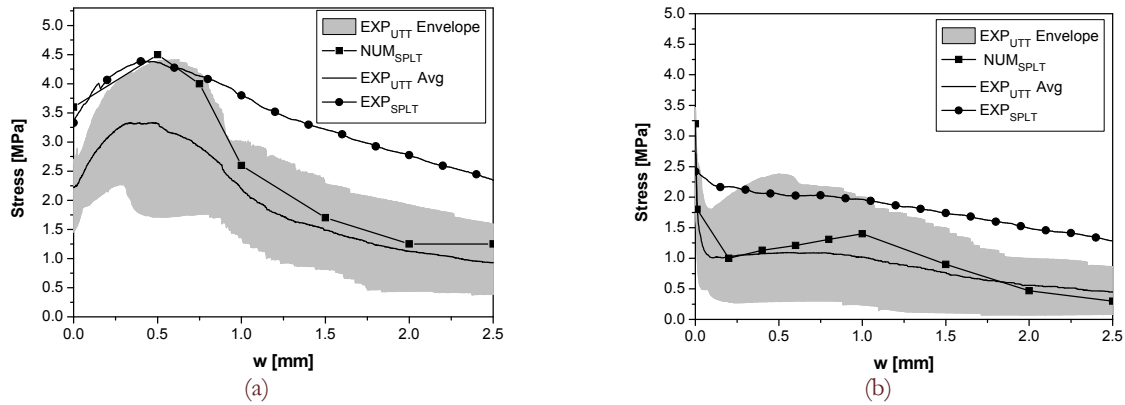 5.0
4.5
4.0
3.5
3.0
2.5
2.0
1.5
1.0
0.5
0.0
Stress [MPa]
0.0 0.5 1.0 1.5 2.0 2.5
w [mm]
EXP_UTT Envelope
NUM_SPLT
EXP_UTT Avg
EXP_SPLT
(a)
5.0
4.5
4.0
3.5
3.0
2.5
2.0
1.5
1.0
0.5
0.0
Stress [MPa]
0.0 0.5 1.0 1.5 2.0 2.5
w [mm]
EXP_UTT Envelope
NUM_SPLT
EXP_UTT Avg
EXP_SPLT
(b)